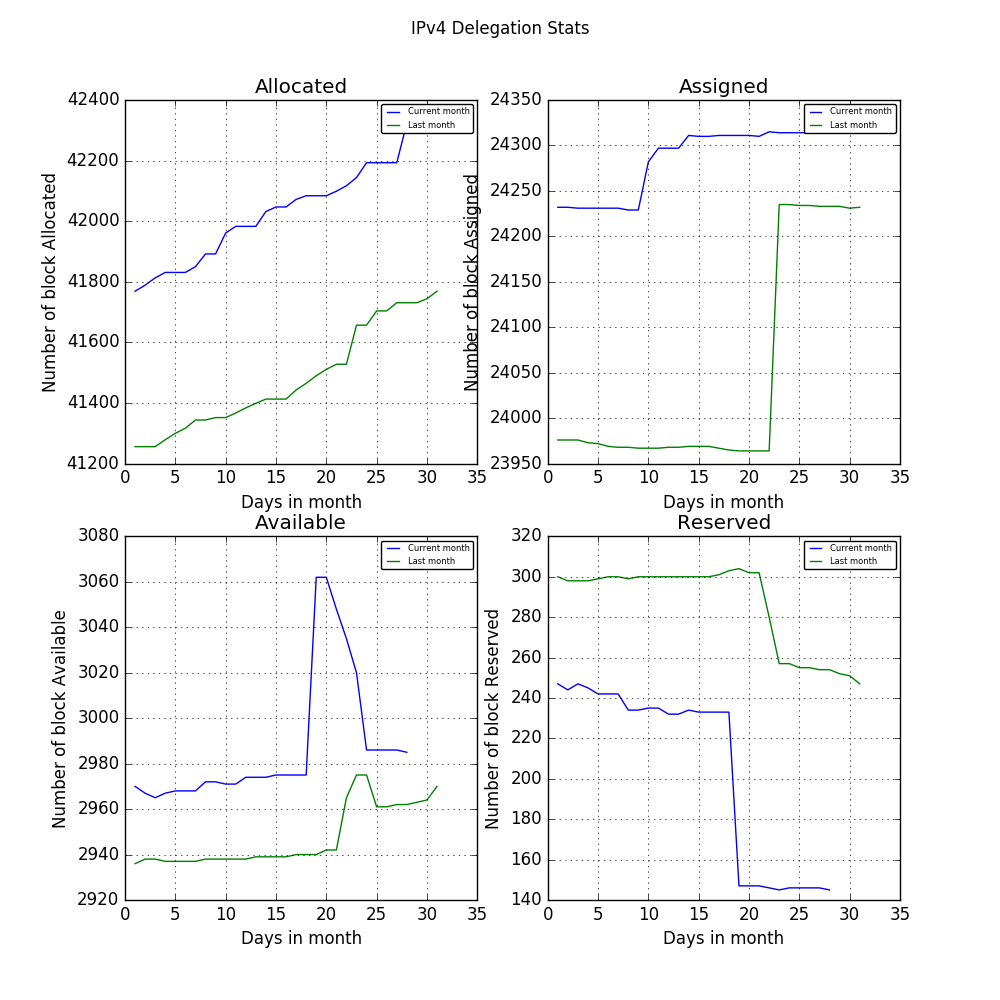 IPv4 Delegation Stats
Allocated
Number of block Allocated
42400
42200
42000
41800
41600
41400
41200
0 5 10 15 20 25 30 35
Days in month
Current month
Last month
Assigned
Number of block Assigned
24350
24300
24250
24200
24150
24100
24050
24000
23950
0 5 10 15 20 25 30 35
Days in month
Current month
Last month
Available
Number of block Available
3080
3060
3040
3020
3000
2980
2960
2940
2920
0 5 10 15 20 25 30 35
Days in month
Current month
Last month
Reserved
Number of block Reserved
320
300
280
260
240
220
200
180
160
140
0 5 10 15 20 25 30 35
Days in month
Current month
Last month